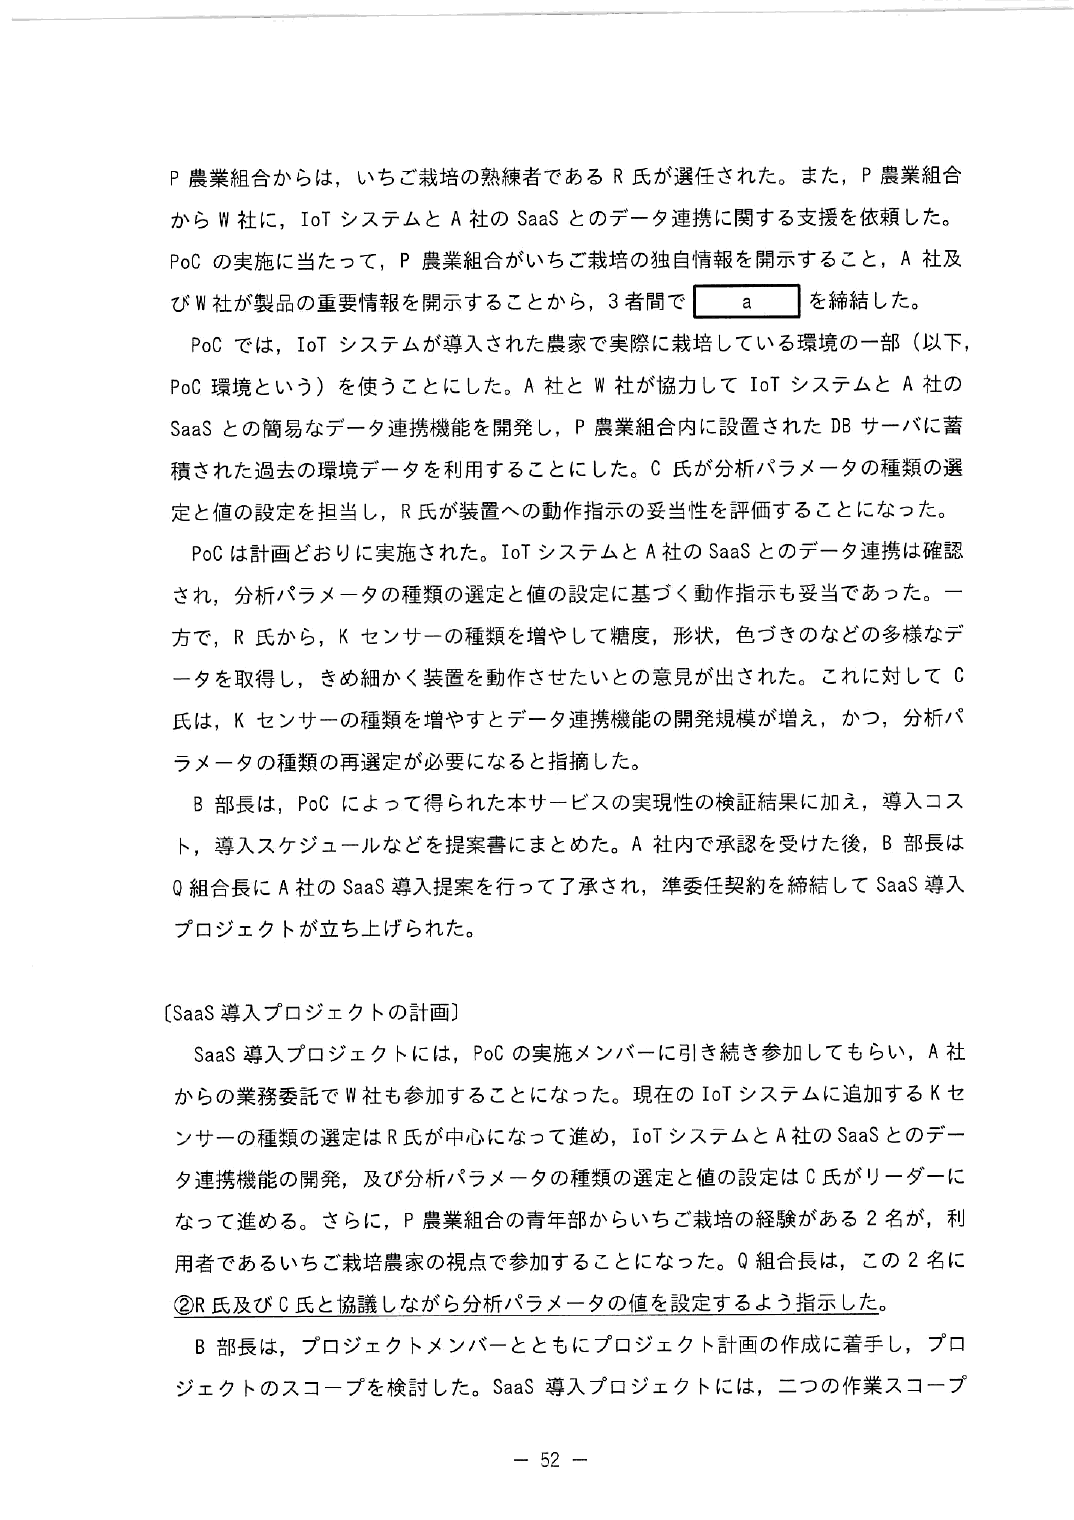 P 農業組合からは，いちご栽培の熟練者である R 氏が選任された。また，P 農業組合
から W 社に，IoT システムと A 社の SaaS とのデータ連携に関する支援を依頼した。
PoC の実施に当たって，P 農業組合がいちご栽培の独自情報を開示すること，A 社及
び W 社が製品の重要情報を開示することから，3 者間で a を締結した。
PoC では，IoT システムが導入された農家で実際に栽培している環境の一部（以下，
PoC 環境という）を使うことにした。A 社と W 社が協力して IoT システムと A 社の
SaaS との簡易なデータ連携機能を開発し，P 農業組合内に設置された DB サーバに蓄
積された過去の環境データを利用することにした。C 氏が分析パラメータの種類の選
定と値の設定を担当し，R 氏が装置への動作指示の妥当性を評価することになった。
PoC は計画どおりに実施された。IoT システムと A 社の SaaS とのデータ連携は確認
され，分析パラメータの種類の選定と値の設定に基づく動作指示も妥当であった。一
方で，R 氏から，K センサーの種類を増やして糖度，形状，色づきのなどの多様なデ
ータを取得し，きめ細かく装置を動作させたいとの意見が出された。これに対して C
氏は，K センサーの種類を増やすとデータ連携機能の開発規模が増え，かつ，分析パ
ラメータの種類の再選定が必要になると指摘した。
B 部長は，PoC によって得られた本サービスの実現性の検証結果に加え，導入コス
ト，導入スケジュールなどを提案書にまとめた。A 社内で承認を受けた後，B 部長は
Q 組合長に A 社の SaaS 導入提案を行って了承され，準委任契約を締結して SaaS 導入
プロジェクトが立ち上げられた。
〔SaaS 導入プロジェクトの計画〕
SaaS 導入プロジェクトには，PoC の実施メンバーに引き続き参加してもらい，A 社
からの業務委託で W 社も参加することになった。現在の IoT システムに追加する K セ
ンサーの種類の選定は R 氏が中心になって進め，IoT システムと A 社の SaaS とのデー
タ連携機能の開発，及び分析パラメータの種類の選定と値の設定は C 氏がリーダーに
なって進める。さらに，P 農業組合の青年部からいちご栽培の経験がある 2 名が，利
用者であるいちご栽培農家の視点で参加することになった。Q 組合長は，この 2 名に
②R 氏及び C 氏と協議しながら分析パラメータの値を設定するよう指示した。
B 部長は，プロジェクトメンバーとともにプロジェクト計画の作成に着手し，プロ
ジェクトのスコープを検討した。SaaS 導入プロジェクトには，二つの作業スコープ
－ 52 －